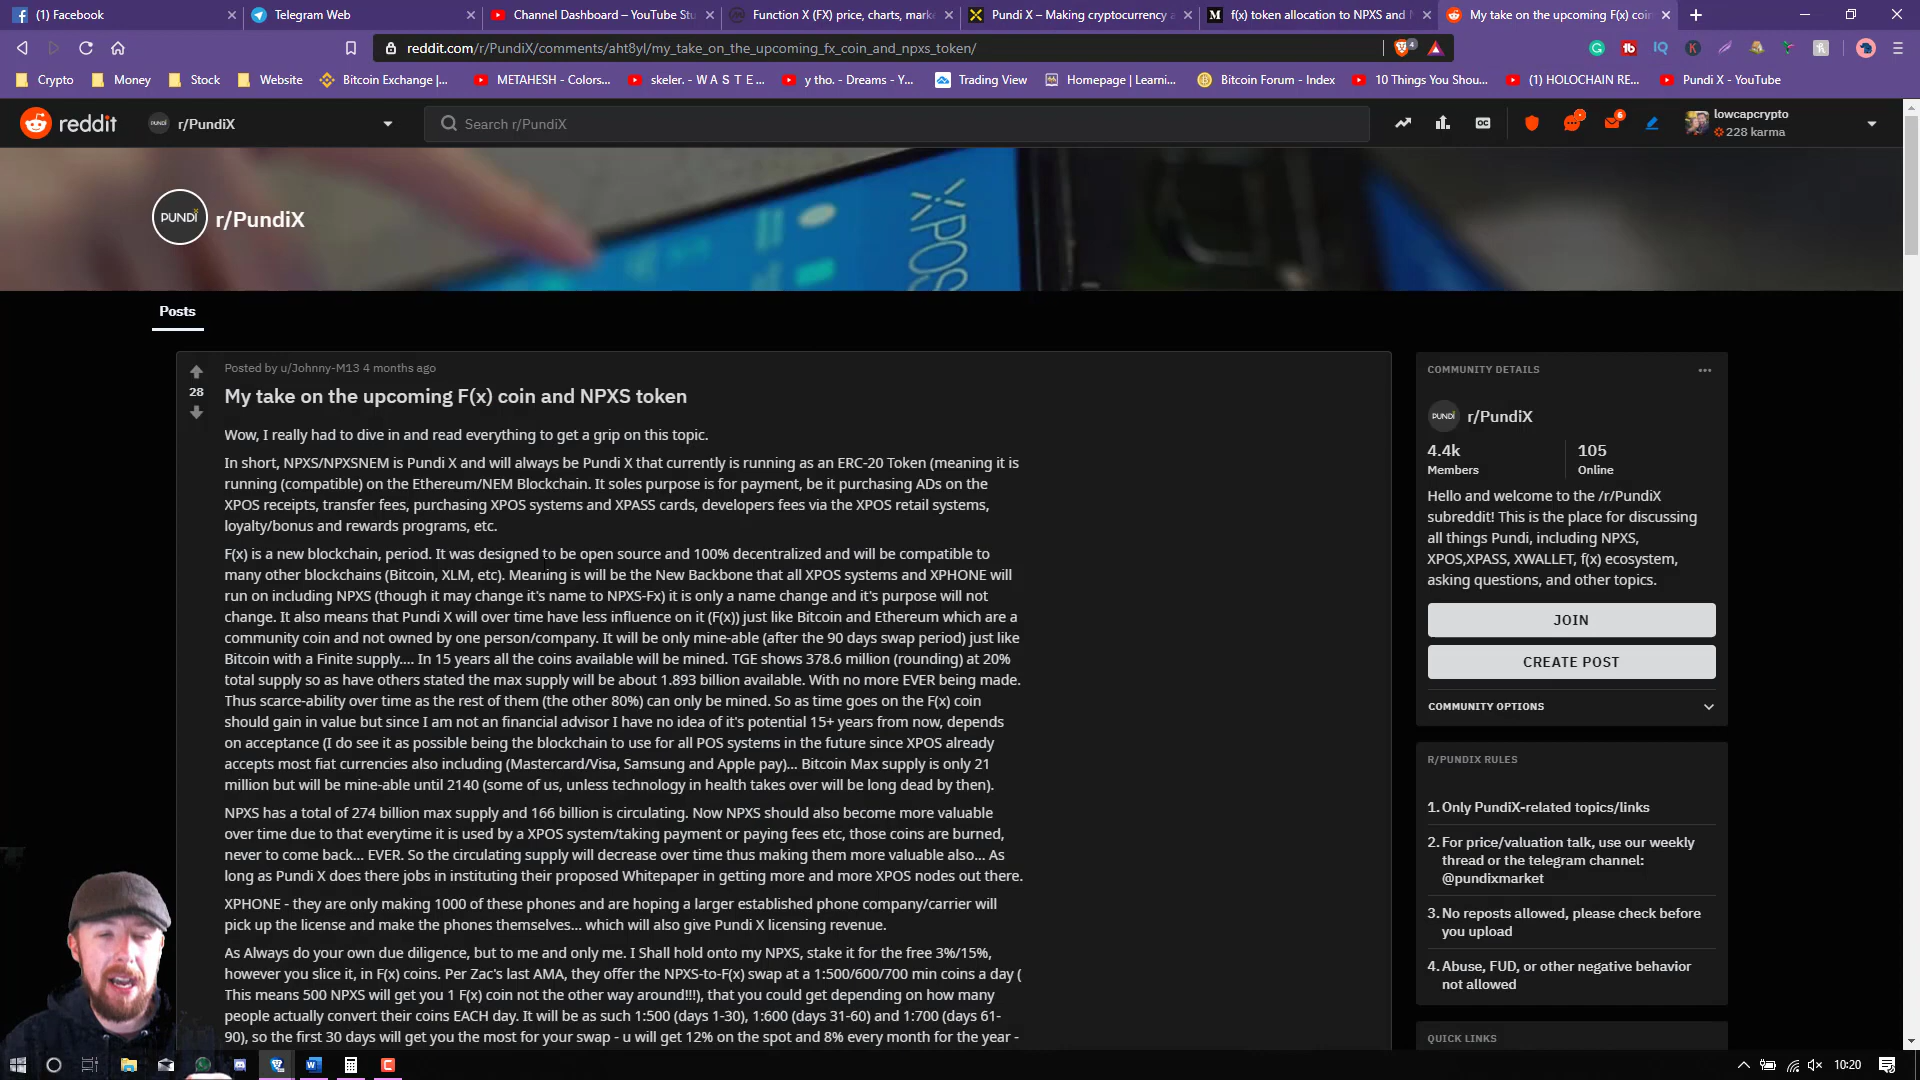 (1) Facebook
Telegram Web
Channel Dashboard – YouTube Stu
Function X (FX) price, charts, mark
Pundi X – Making cryptocurrency a
f(x) token allocation to NPXS and N
My take on the upcoming F(x) coin
reddit.com/r/PundiX/comments/aht8yl/my_take_on_the_upcoming_fx_coin_and_npxs_token/
4
Crypto
Money
Stock
Website
Bitcoin Exchange |...
METAHESH - Colors...
skeler. - W A S T E ...
y tho. - Dreams - Y...
Trading View
Homepage | Learni...
Bitcoin Forum - Index
10 Things You Shou...
(1) HOLOCHAIN RE...
Pundi X - YouTube
reddit
r/PundiX
Search r/PundiX
OC
6
lowcapcrypto
228 karma
XPOS
PUNDI
r/PundiX
Posts
Posted by u/Johnny-M13 4 months ago
28
My take on the upcoming F(x) coin and NPXS token
Wow, I really had to dive in and read everything to get a grip on this topic.
In short, NPXS/NPXSNEM is Pundi X and will always be Pundi X that currently is running as an ERC-20 Token (meaning it is
running (compatible) on the Ethereum/NEM Blockchain. It soles purpose is for payment, be it purchasing ADs on the
XPOS receipts, transfer fees, purchasing XPOS systems and XPASS cards, developers fees via the XPOS retail systems,
loyalty/bonus and rewards programs, etc.
F(x) is a new blockchain, period. It was designed to be open source and 100% decentralized and will be compatible to
many other blockchains (Bitcoin, XLM, etc). Meaning is will be the New Backbone that all XPOS systems and XPHONE will
run on including NPXS (though it may change it's name to NPXS-Fx) it is only a name change and it's purpose will not
change. It also means that Pundi X will over time have less influence on it (F(x)) just like Bitcoin and Ethereum which are a
community coin and not owned by one person/company. It will be only mine-able (after the 90 days swap period) just like
Bitcoin with a Finite supply.... In 15 years all the coins available will be mined. TGE shows 378.6 million (rounding) at 20%
total supply so as have others stated the max supply will be about 1.893 billion available. With no more EVER being made.
Thus scarce-ability over time as the rest of them (the other 80%) can only be mined. So as time goes on the F(x) coin
should gain in value but since I am not an financial advisor I have no idea of it's potential 15+ years from now, depends
on acceptance (I do see it as possible being the blockchain to use for all POS systems in the future since XPOS already
accepts most fiat currencies also including (Mastercard/Visa, Samsung and Apple pay)... Bitcoin Max supply is only 21
million but will be mine-able until 2140 (some of us, unless technology in health takes over will be long dead by then).
NPXS has a total of 274 billion max supply and 166 billion is circulating. Now NPXS should also become more valuable
over time due to that everytime it is used by a XPOS system/taking payment or paying fees etc, those coins are burned,
never to come back... EVER. So the circulating supply will decrease over time thus making them more valuable also... As
long as Pundi X does there jobs in instituting their proposed Whitepaper in getting more and more XPOS nodes out there.
XPHONE - they are only making 1000 of these phones and are hoping a larger established phone company/carrier will
pick up the license and make the phones themselves... which will also give Pundi X licensing revenue.
As Always do your own due diligence, but to me and only me. I Shall hold onto my NPXS, stake it for the free 3%/15%,
however you slice it, in F(x) coins. Per Zac's last AMA, they offer the NPXS-to-F(x) swap at a 1:500/600/700 min coins a day (
This means 500 NPXS will get you 1 F(x) coin not the other way around!!!), that you could get depending on how many
people actually convert their coins EACH day. It will be as such 1:500 (days 1-30), 1:600 (days 31-60) and 1:700 (days 61-
90), so the first 30 days will get you the most for your swap - u will get 12% on the spot and 8% every month for the year -
COMMUNITY DETAILS
PUNDI
r/PundiX
4.4k
105
Members
Online
Hello and welcome to the /r/PundiX
subreddit! This is the place for discussing
all things Pundi, including NPXS,
XPOS,XPASS, XWALLET, f(x) ecosystem,
asking questions, and other topics.
JOIN
CREATE POST
COMMUNITY OPTIONS
R/PUNDIX RULES
1. Only PundiX-related topics/links
2. For price/valuation talk, use our weekly
thread or the telegram channel:
@pundixmarket
3. No reposts allowed, please check before
you upload
4. Abuse, FUD, or other negative behavior
not allowed
QUICK LINKS
10:20